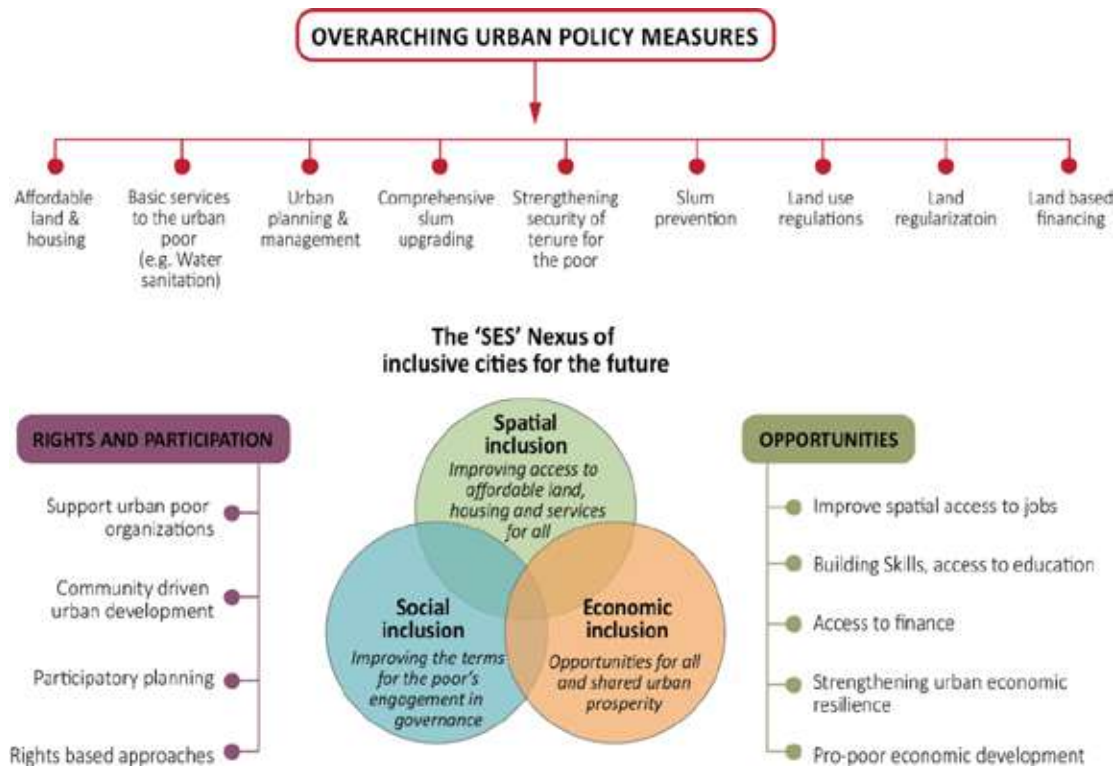 OVERARCHING URBAN POLICY MEASURES
Affordable
land &
housing
Basic services
to the urban
poor
(e.g. Water
sanitation)
Urban
planning &
management
Comprehensive
slum
upgrading
Strengthening
security of
tenure for
the poor
Slum
prevention
Land use
regulations
Land
regularizatoin
Land based
financing
The ‘SES’ Nexus of
inclusive cities for the future
RIGHTS AND PARTICIPATION
Support urban poor
organizations
Community driven
urban development
Participatory planning
Rights based approaches
Spatial
inclusion
Improving access to
affordable land,
housing and services
for all
Social
inclusion
Improving the terms
for the poor's
engagement in
governance
Economic
inclusion
Opportunities for all
and shared urban
prosperity
OPPORTUNITIES
Improve spatial access to jobs
Building Skills, access to education
Access to finance
Strengthening urban economic
resilience
Pro-poor economic development